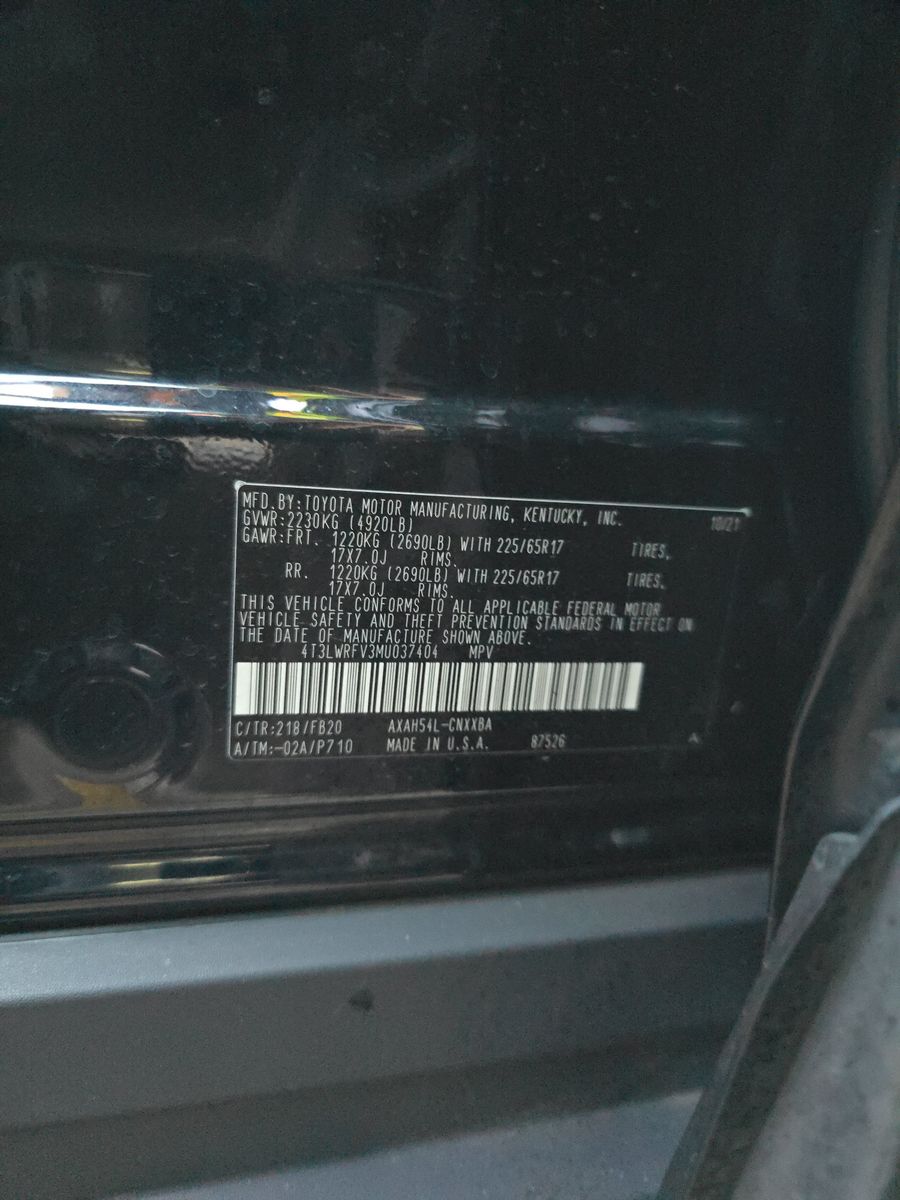 MFD.BY:TOYOTA MOTOR MANUFACTURING, KENTUCKY, INC. 10/21
GVWR:2230KG (4920LB)
GAWR:FRT. 1220KG (2690LB) WITH 225/65R17 TIRES,
17X7.0J RIMS.
RR. 1220KG (2690LB) WITH 225/65R17 TIRES,
17X7.0J RIMS.
THIS VEHICLE CONFORMS TO ALL APPLICABLE FEDERAL MOTOR
VEHICLE SAFETY AND THEFT PREVENTION STANDARDS IN EFFECT ON
THE DATE OF MANUFACTURE SHOWN ABOVE.
4T3LWRFV3MU037404 MPV
C/TR:218/FB20 AXAH54L-CNXXBA
A/TM:-02A/P710 MADE IN U.S.A. 87526 A